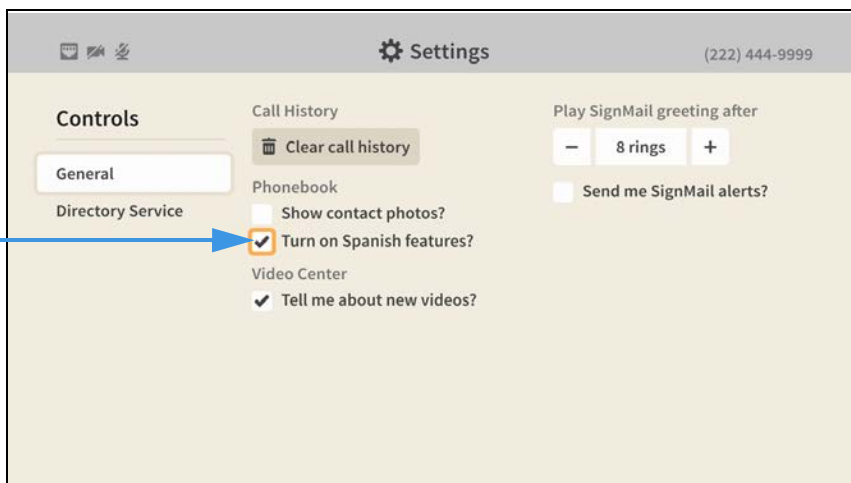 Settings
(222) 444-9999
Controls
General
Directory Service
Call History
Clear call history
Phonebook
Show contact photos?
Turn on Spanish features?
Video Center
Tell me about new videos?
Play SignMail greeting after
− 8 rings +
Send me SignMail alerts?